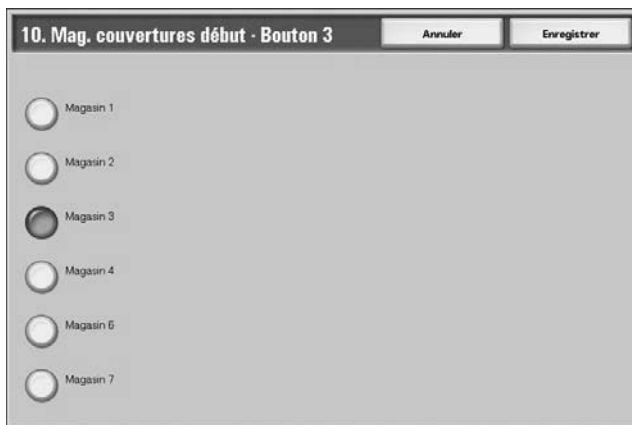 10. Mag. couvertures début - Bouton 3
Annuler
Enregistrer
Magasin 1
Magasin 2
Magasin 3
Magasin 4
Magasin 6
Magasin 7